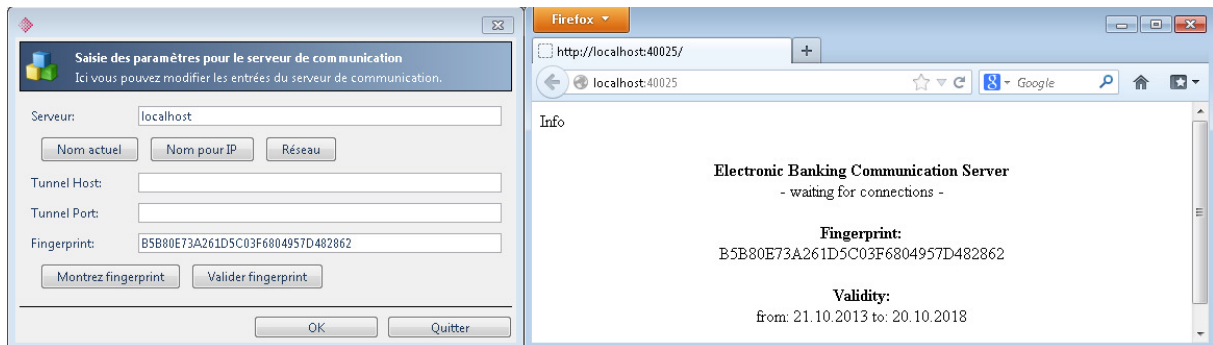 Saisie des paramètres pour le serveur de communication
Ici vous pouvez modifier les entrées du serveur de communication.
Serveur: localhost
Nom actuel Nom pour IP Réseau
Tunnel Host:
Tunnel Port:
Fingerprint: B5B80E73A261D5C03F6804957D482862
Montrez fingerprint Valider fingerprint
OK Quitter
Firefox
http://localhost:40025/
localhost:40025 Google
Info
Electronic Banking Communication Server
- waiting for connections -
Fingerprint:
B5B80E73A261D5C03F6804957D482862
Validity:
from: 21.10.2013 to: 20.10.2018